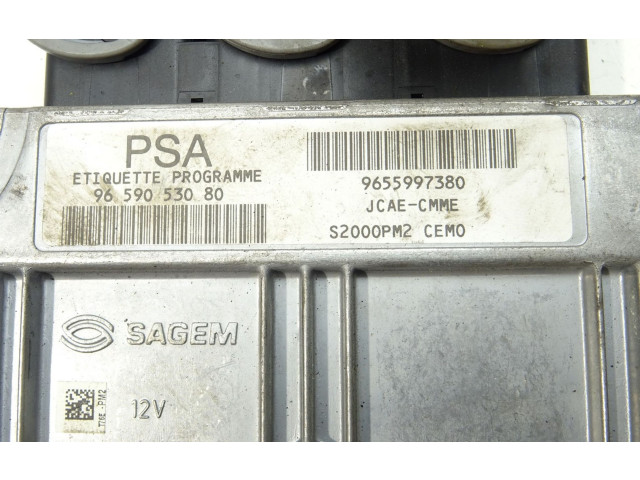 PSA
ETIQUETTE PROGRAMME
96 590 530 80
9655997380
JCAE-CMME
S2000PM2 CEMO
SAGEM
12V